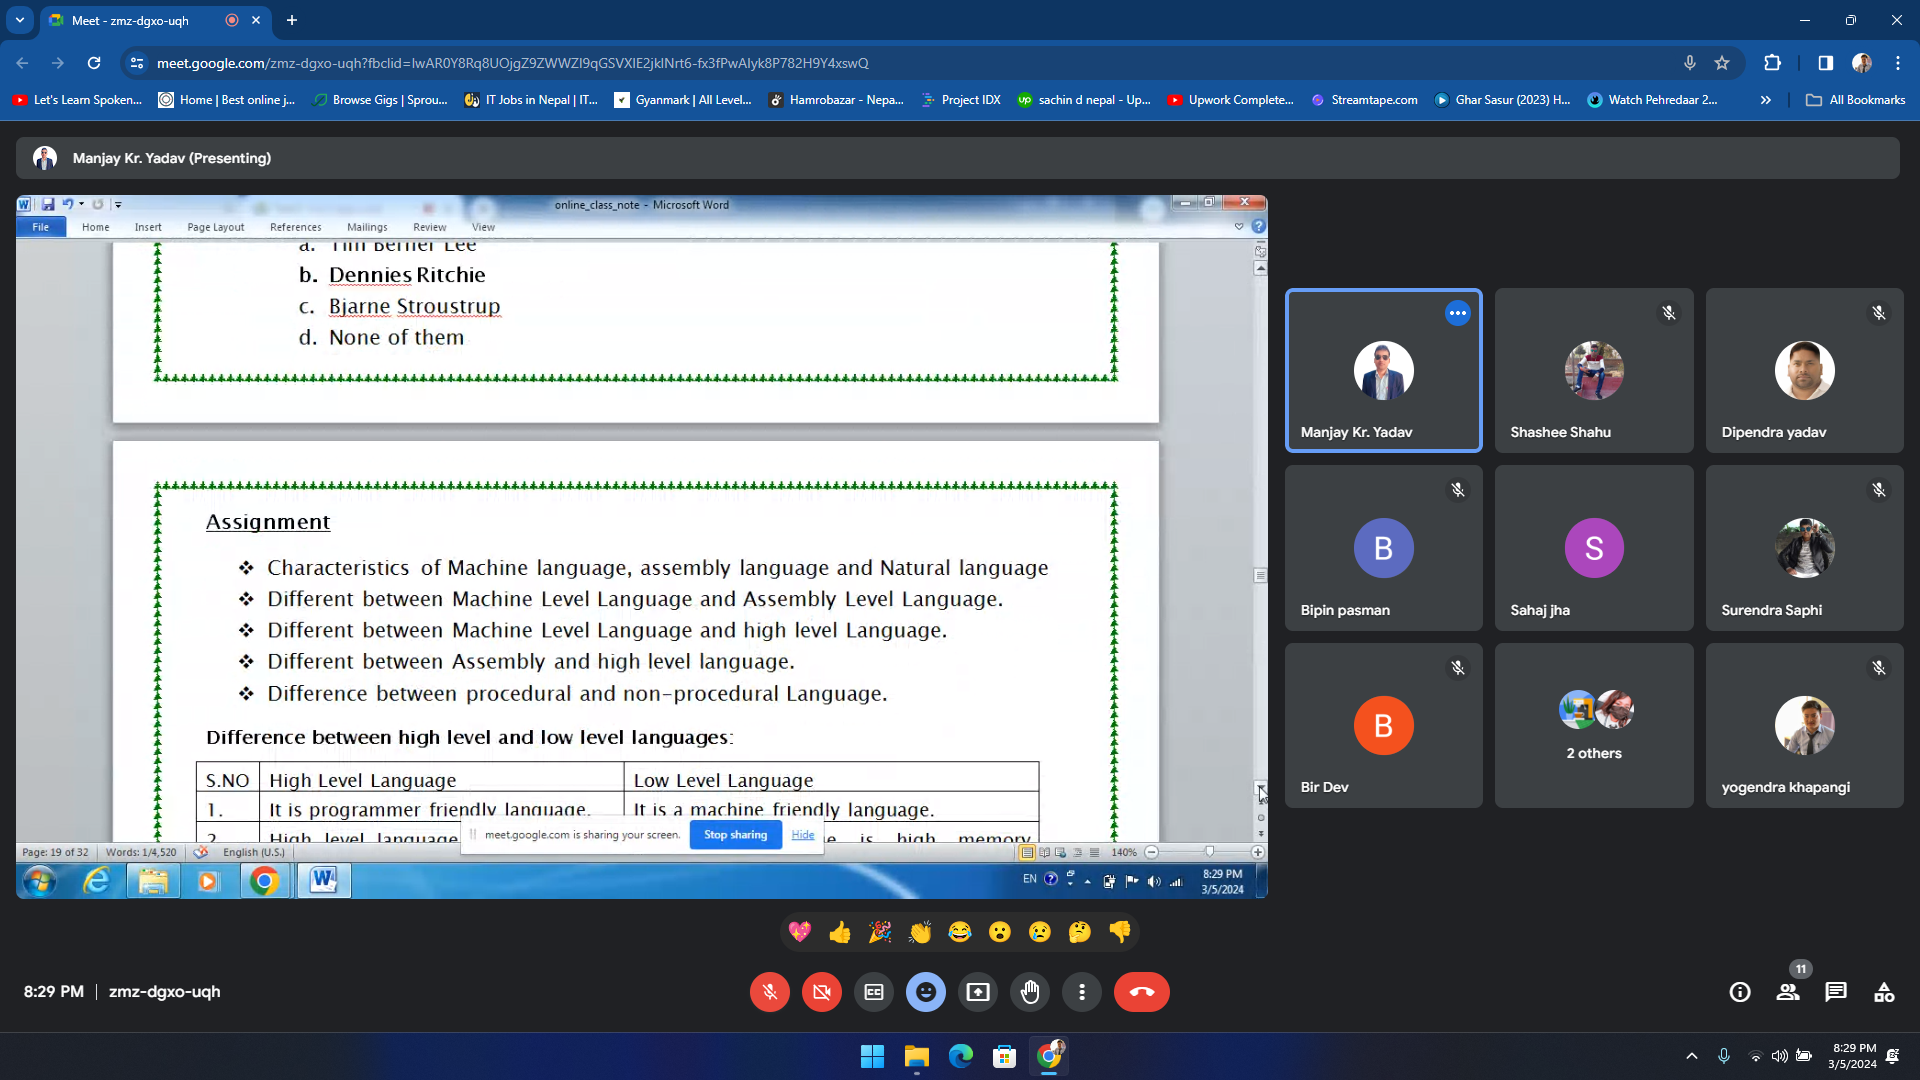 Meet - zmz-dgxo-uqh
meet.google.com/zmz-dgxo-uqh?fbclid=IwAR0Y8Rq8UOjgZ9ZWWZI9qGSVXIE2jklNrt6-fx3fPwAIyk8P782H9Y4xswQ
Let's Learn Spoken... Home | Best online j... Browse Gigs | Sprou... IT Jobs in Nepal | IT... Gyanmark | All Level... Hamrobazar - Nepa... Project IDX sachin d nepal - Up... Upwork Complete... Streamtape.com Ghar Sasur (2023) H... Watch Pehredaar 2... All Bookmarks
Manjay Kr. Yadav (Presenting)
online_class_note - Microsoft Word
File Home Insert Page Layout References Mailings Review View
a. Tim Berner Lee
b. Dennies Ritchie
c. Bjarne Stroustrup
d. None of them
Assignment
❖ Characteristics of Machine language, assembly language and Natural language
❖ Different between Machine Level Language and Assembly Level Language.
❖ Different between Machine Level Language and high level Language.
❖ Different between Assembly and high level language.
❖ Difference between procedural and non-procedural Language.
Difference between high level and low level languages:
S.NO High Level Language Low Level Language
1. It is programmer friendly language. It is a machine friendly language.
2. High level language is high memory
meet.google.com is sharing your screen. Stop sharing Hide
Page: 19 of 32 Words: 1/4,520 English (U.S.) 140%
EN 8:29 PM
3/5/2024
Manjay Kr. Yadav
Shashee Shahu
Dipendra yadav
B
Bipin pasman
S
Sahaj jha
Surendra Saphi
B
Bir Dev
2 others
yogendra khapangi
8:29 PM | zmz-dgxo-uqh
11
8:29 PM
3/5/2024